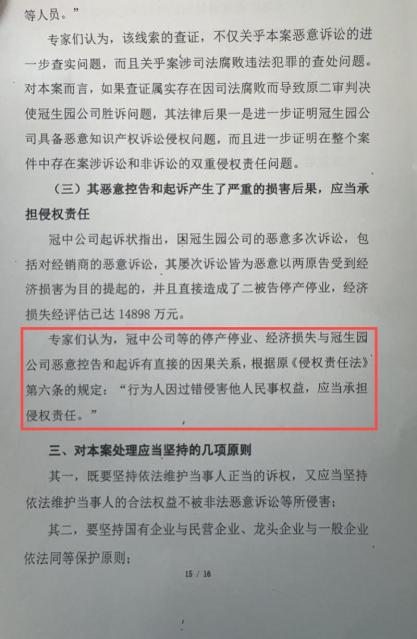 等人员。”
专家们认为，该线索的查证，不仅关乎本案恶意诉讼的进
一步查实问题，而且关乎案涉司法腐败违法犯罪的查处问题。
对本案而言，如果查证属实存在因司法腐败而导致原二审判决
使冠生园公司胜诉问题，其法律后果一是进一步证明冠生园公
司具备恶意知识产权诉讼侵权问题，而且进一步证明在整个案
件中存在案涉诉讼和非诉讼的双重侵权责任问题。
（三）其恶意控告和起诉产生了严重的损害后果，应当承
担侵权责任
冠中公司起诉状指出，因冠生园公司的恶意多次诉讼，包
括对经销商的恶意诉讼，其屡次诉讼皆为恶意以两原告受到经
济损害为目的提起的，并且直接造成了二被告停产停业，经济
损失经评估已达 14898 万元。
专家们认为，冠中公司等的停产停业、经济损失与冠生园
公司恶意控告和起诉有直接的因果关系，根据原《侵权责任法》
第六条的规定：“行为人因过错侵害他人民事权益，应当承担
侵权责任。”
三、对本案处理应当坚持的几项原则
其一，既要坚持依法维护当事人正当的诉权，又应当坚持
依法维护当事人的合法权益不被非法恶意诉讼等所侵害；
其二，要坚持国有企业与民营企业、龙头企业与一般企业
依法同等保护原则；
15 / 16